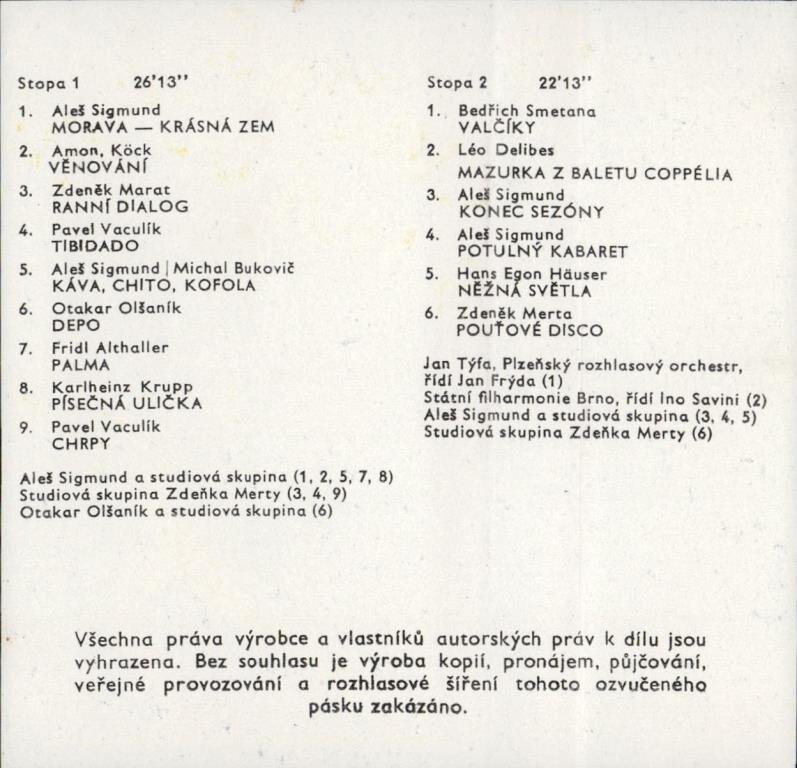 Stopa 1 26'13''
1. Aleš Sigmund
MORAVA — KRÁSNÁ ZEM
2. Amon, Köck
VĚNOVÁNÍ
3. Zdeněk Marat
RANNÍ DIALOG
4. Pavel Vaculík
TIBIDADO
5. Aleš Sigmund | Michal Bukovič
KÁVA, CHITO, KOFOLA
6. Otakar Olšaník
DEPO
7. Fridl Althaller
PALMA
8. Karlheinz Krupp
PÍSEČNÁ ULIČKA
9. Pavel Vaculík
CHRPY
Aleš Sigmund a studiová skupina (1, 2, 5, 7, 8)
Studiová skupina Zdeňka Merty (3, 4, 9)
Otakar Olšaník a studiová skupina (6)
Stopa 2 22'13''
1. Bedřich Smetana
VALČÍKY
2. Léo Delibes
MAZURKA Z BALETU COPPÉLIA
3. Aleš Sigmund
KONEC SEZÓNY
4. Aleš Sigmund
POTULNÝ KABARET
5. Hans Egon Häuser
NĚŽNÁ SVĚTLA
6. Zdeněk Merta
POUŤOVÉ DISCO
Jan Týfa, Plzeňský rozhlasový orchestr,
řídí Jan Frýda (1)
Státní filharmonie Brno, řídí Ino Savini (2)
Aleš Sigmund a studiová skupina (3, 4, 5)
Studiová skupina Zdeňka Merty (6)
Všechna práva výrobce a vlastníků autorských práv k dílu jsou
vyhrazena. Bez souhlasu je výroba kopií, pronájem, půjčování,
veřejné provozování a rozhlasové šíření tohoto ozvučeného
pásku zakázáno.